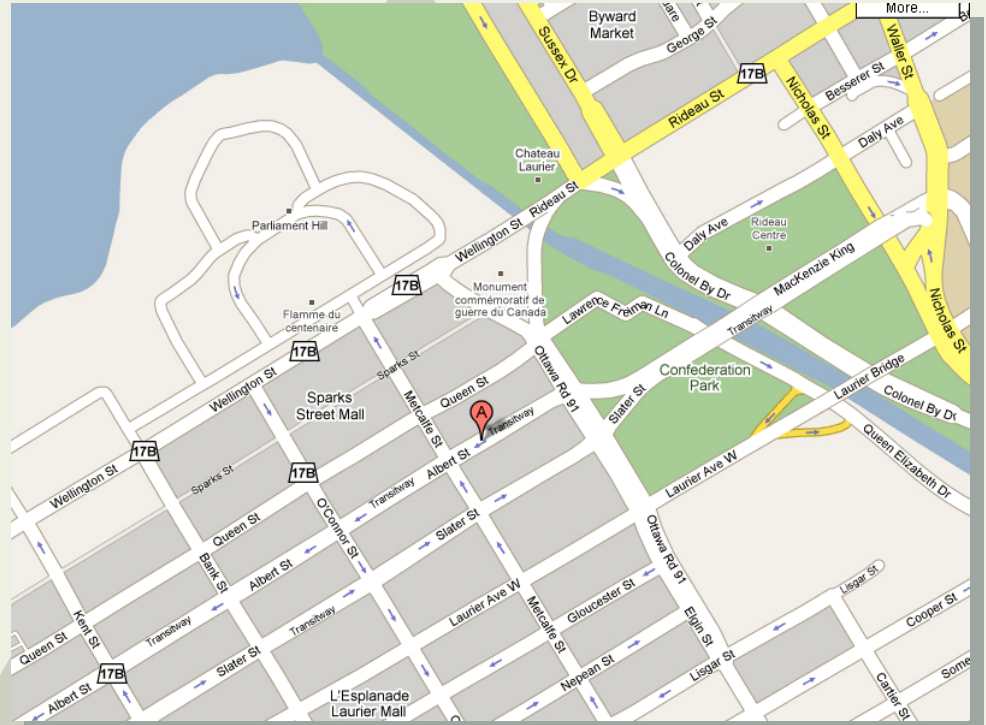 More...
Byward
Market
George St
Sussex Dr
Waller St
17B
Besserer St
Nicholas St
Rideau St
Daly Ave
Chateau
Laurier
Rideau St
Parliament Hill
Wellington St
Daly Ave
Rideau
Centre
MacKenzie King
Colonel By Dr
17B
Monument
commémoratif de
guerre du Canada
Flamme du
centenaire
Lawrence Freiman Ln
Transitway
Nicholas St
17B
Sparks St
Ottawa Rd 91
Wellington St
Queen St
Confederation
Park
Laurier Bridge
Sparks
Street Mall
Metcalfe St
A
Transitway
Slater St
Colonel By Dr
17B
Albert St
Queen Elizabeth Dr
Wellington St
Sparks St
17B
Transitway
Laurier Ave W
Queen St
O'Connor St
Slater St
Ottawa Rd 91
Bank St
Albert St
Lisgar St
Kent St
Transitway
Laurier Ave W
Metcalfe St
Gloucester St
Elgin St
Cooper St
Queen St
Transitway
Slater St
Nepean St
Lisgar St
17B
Albert St
L'Esplanade
Laurier Mall
Cartier St
Some